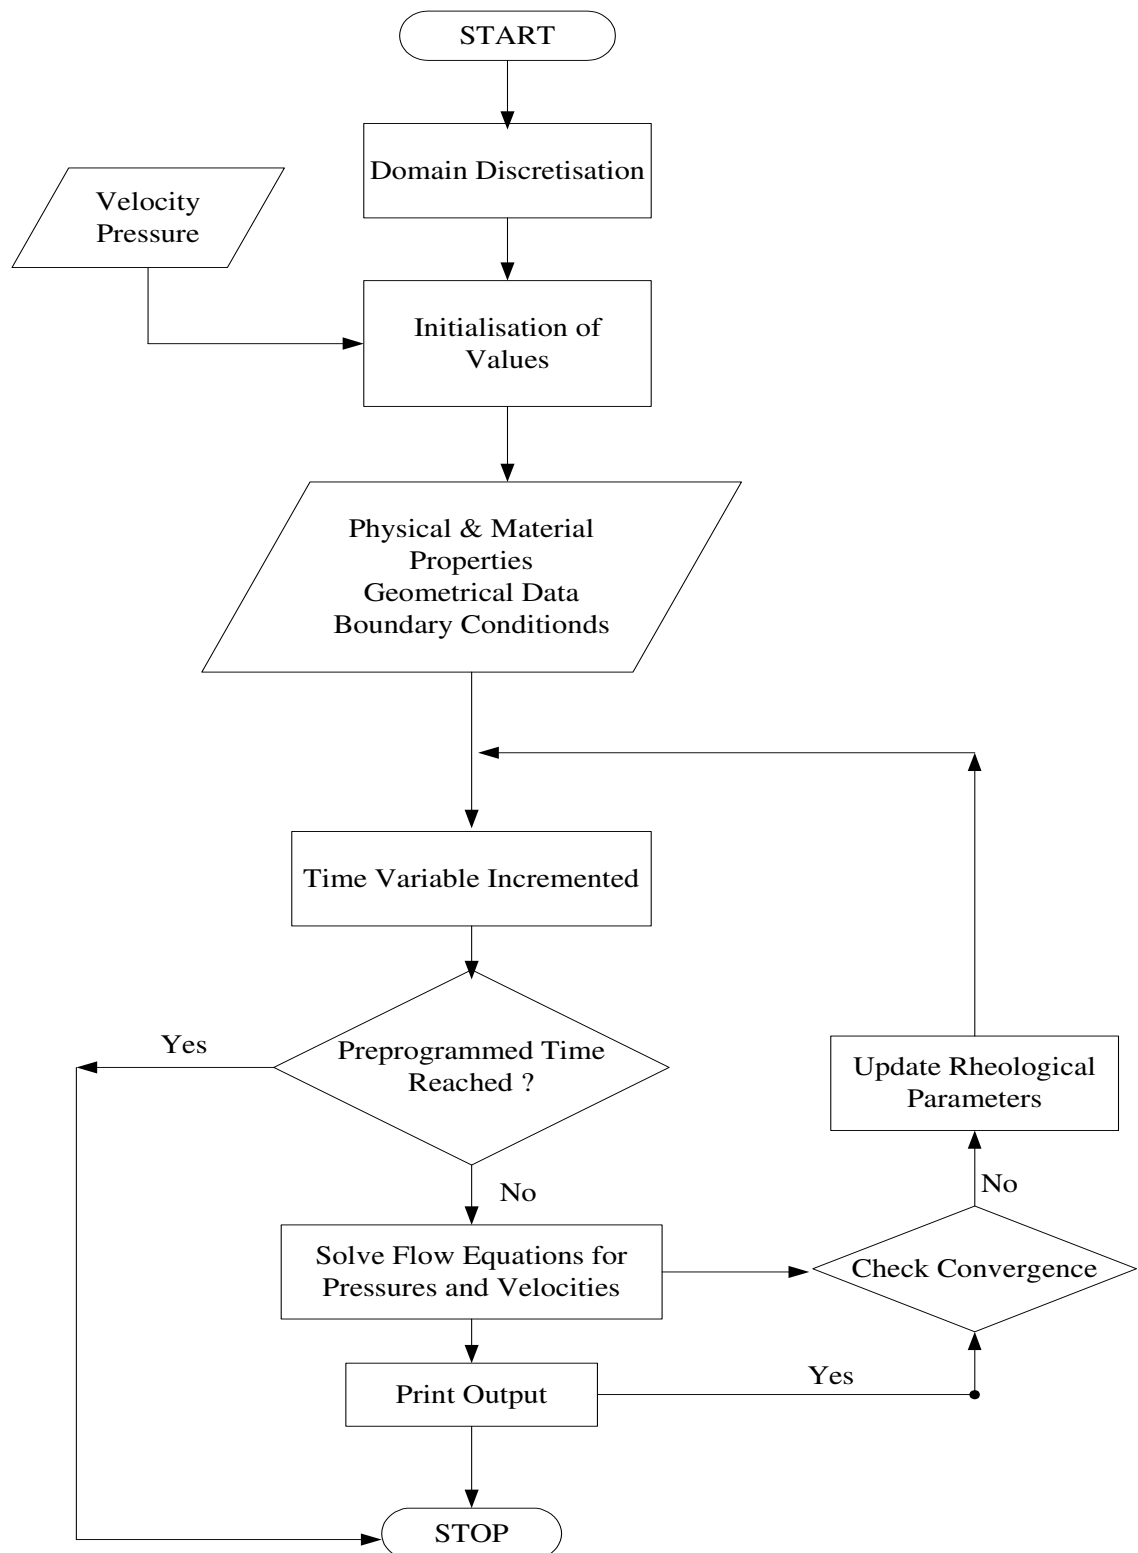 START
Domain Discretisation
Velocity
Pressure
Initialisation of
Values
Physical & Material
Properties
Geometrical Data
Boundary Conditionds
Time Variable Incremented
Yes
Preprogrammed Time
Reached ?
Update Rheological
Parameters
No
No
Solve Flow Equations for
Pressures and Velocities
Check Convergence
Print Output
Yes
STOP